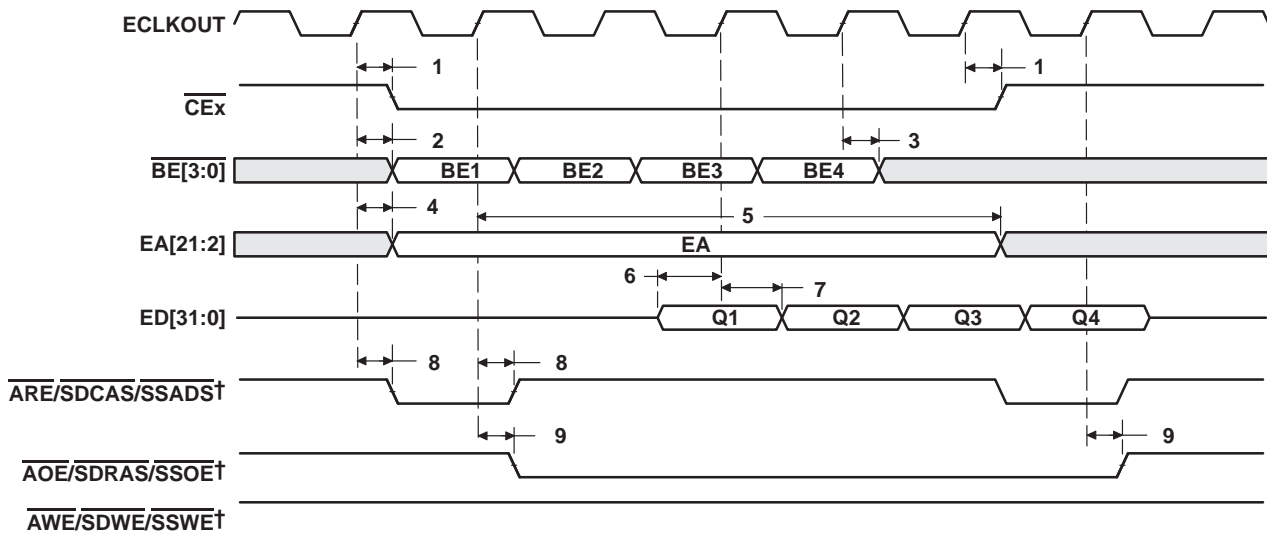 ECLKOUT
1 1
CEx
2 3
BE[3:0] BE1 BE2 BE3 BE4
4 5
EA[21:2] EA
6 7
ED[31:0] Q1 Q2 Q3 Q4
8 8
ARE/SDCAS/SSADS†
9 9
AOE/SDRAS/SSOE†
AWE/SDWE/SSWE†